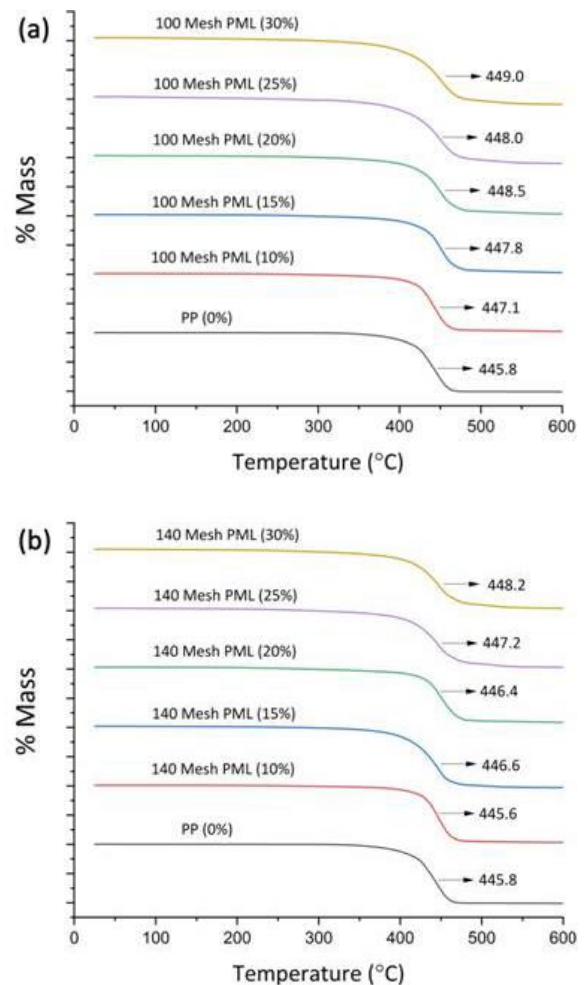 (a)
100 Mesh PML (30%)
449.0
100 Mesh PML (25%)
448.0
100 Mesh PML (20%)
448.5
100 Mesh PML (15%)
447.8
100 Mesh PML (10%)
447.1
PP (0%)
445.8
% Mass
0 100 200 300 400 500 600
Temperature (°C)
(b)
140 Mesh PML (30%)
448.2
140 Mesh PML (25%)
447.2
140 Mesh PML (20%)
446.4
140 Mesh PML (15%)
446.6
140 Mesh PML (10%)
445.6
PP (0%)
445.8
% Mass
0 100 200 300 400 500 600
Temperature (°C)